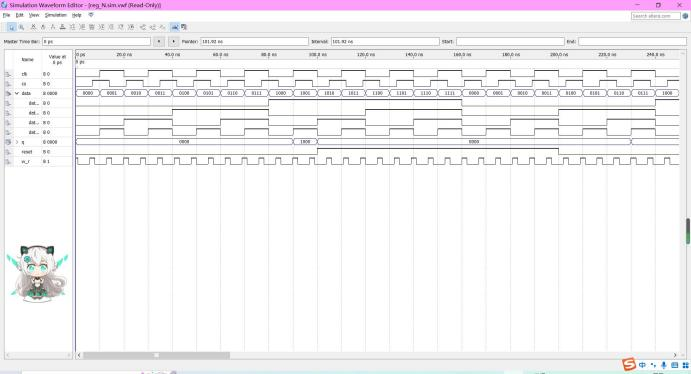 Simulation Waveform Editor - [reg_N.sim.vwf (Read-Only)]
File Edit View Simulation Help
Search altera.com
Master Time Bar: 0 ps Pointer: 101.92 ns Interval: 101.92 ns Start: End:
Name Value at 0 ps
0 ps 20.0 ns 40.0 ns 60.0 ns 80.0 ns 100.0 ns 120.0 ns 140.0 ns 160.0 ns 180.0 ns 200.0 ns 220.0 ns 240.0 ns
0 ps
clk B 0
cs B 0
data B 0000 0000 0001 0010 0011 0100 0101 0110 0111 1000 1001 1010 1011 1100 1101 1110 1111 0000 0001 0010 0011 0100 0101 0110 0111 1000
dat... B 0
dat... B 0
dat... B 0
dat... B 0
q B 0000 0000 1000 0000
reset B 0
w_r B 1
中